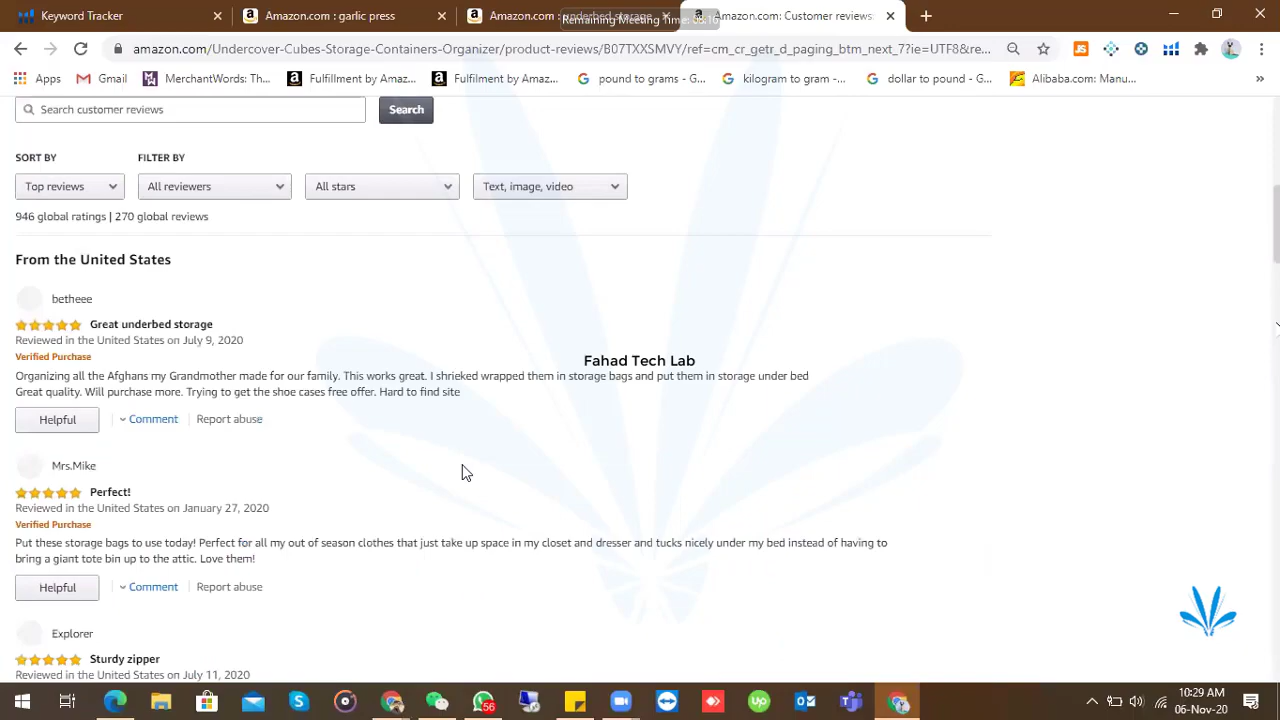 Keyword Tracker
Amazon.com : garlic press
Amazon.com : underbed storage
Remaining Meeting Time: 08:16
Amazon.com: Customer reviews:
amazon.com/Undercover-Cubes-Storage-Containers-Organizer/product-reviews/B07TXXSMVY/ref=cm_cr_getr_d_paging_btm_next_7?ie=UTF8&re...
Apps
Gmail
MerchantWords: Th...
Fulfillment by Amaz...
Fulfilment by Amaz...
pound to grams - G...
kilogram to gram -...
dollar to pound - G...
Alibaba.com: Manu...
»
Search customer reviews
Search
SORT BY
FILTER BY
Top reviews
All reviewers
All stars
Text, image, video
946 global ratings | 270 global reviews
From the United States
betheee
Great underbed storage
Reviewed in the United States on July 9, 2020
Verified Purchase
Fahad Tech Lab
Organizing all the Afghans my Grandmother made for our family. This works great. I shrieked wrapped them in storage bags and put them in storage under bed
Great quality. Will purchase more. Trying to get the shoe cases free offer. Hard to find site
Helpful
Comment
Report abuse
Mrs.Mike
Perfect!
Reviewed in the United States on January 27, 2020
Verified Purchase
Put these storage bags to use today! Perfect for all my out of season clothes that just take up space in my closet and dresser and tucks nicely under my bed instead of having to
bring a giant tote bin up to the attic. Love them!
Helpful
Comment
Report abuse
Explorer
Sturdy zipper
Reviewed in the United States on July 11, 2020
56
10:29 AM
06-Nov-20